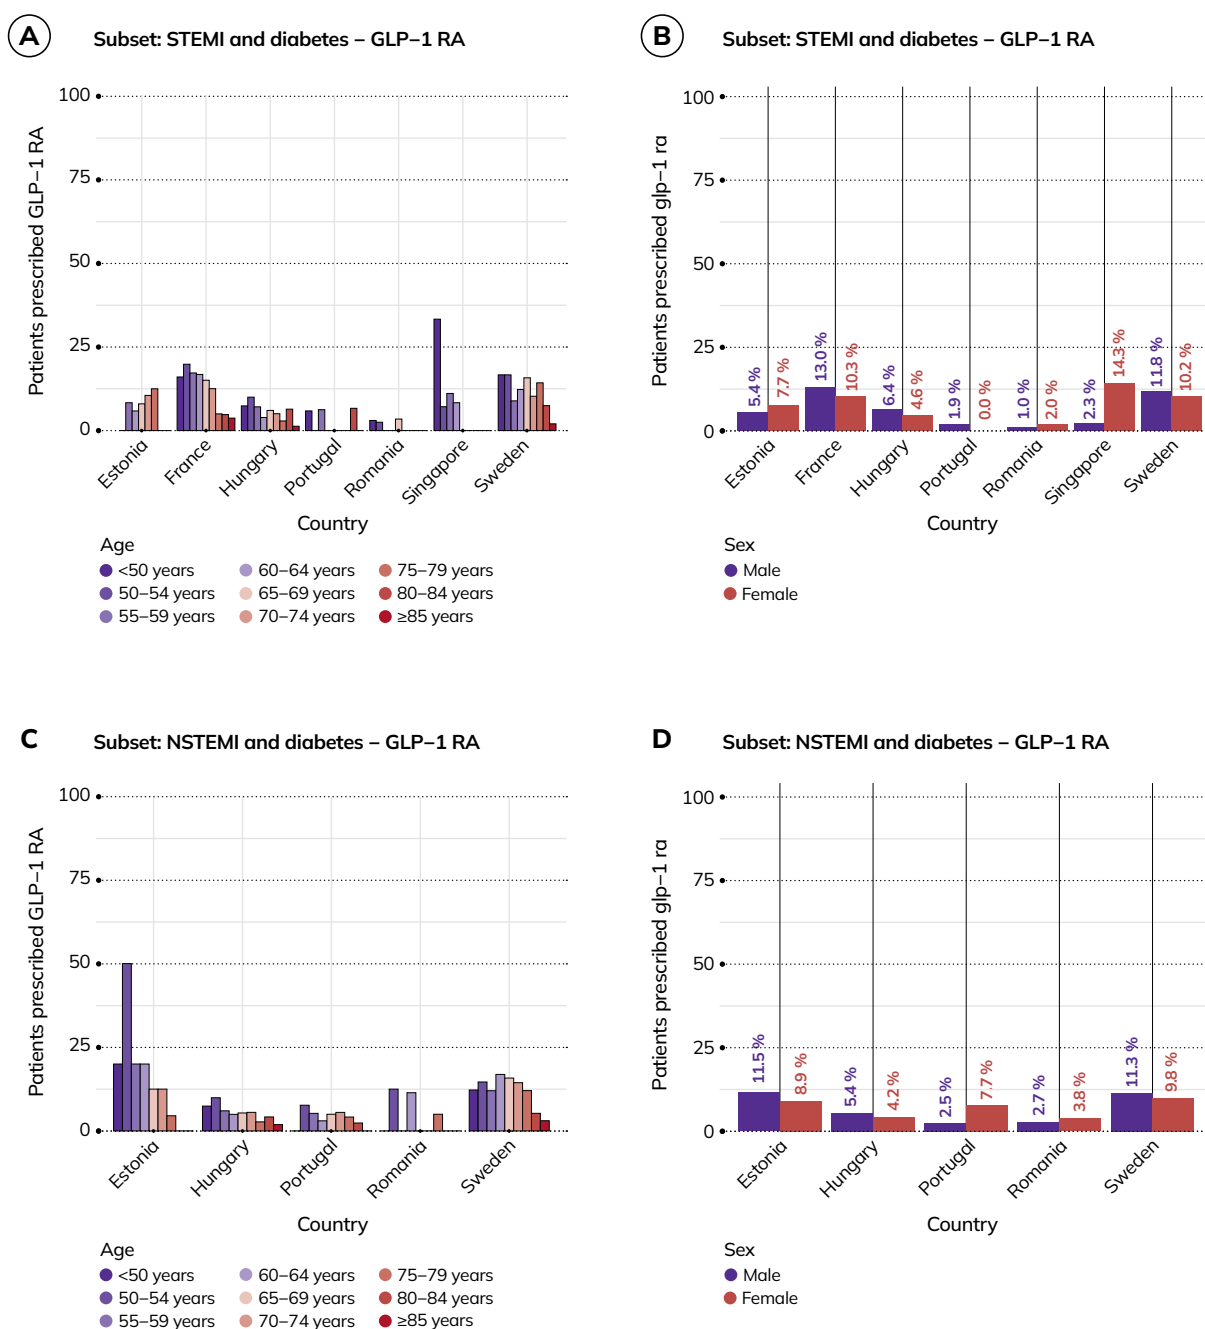 A
Subset: STEMI and diabetes – GLP–1 RA
Patients prescribed GLP–1 RA
100
75
50
25
0
Estonia
France
Hungary
Portugal
Romania
Singapore
Sweden
Country
Age
<50 years
60–64 years
75–79 years
50–54 years
65–69 years
80–84 years
55–59 years
70–74 years
≥85 years
B
Subset: STEMI and diabetes – GLP–1 RA
Patients prescribed glp–1 ra
100
75
50
25
0
5.4 %
7.7 %
13.0 %
10.3 %
6.4 %
4.6 %
1.9 %
0.0 %
1.0 %
2.0 %
2.3 %
14.3 %
11.8 %
10.2 %
Estonia
France
Hungary
Portugal
Romania
Singapore
Sweden
Country
Sex
Male
Female
C
Subset: NSTEMI and diabetes – GLP–1 RA
Patients prescribed GLP–1 RA
100
75
50
25
0
Estonia
Hungary
Portugal
Romania
Sweden
Country
Age
<50 years
60–64 years
75–79 years
50–54 years
65–69 years
80–84 years
55–59 years
70–74 years
≥85 years
D
Subset: NSTEMI and diabetes – GLP–1 RA
Patients prescribed glp–1 ra
100
75
50
25
0
11.5 %
8.9 %
5.4 %
4.2 %
2.5 %
7.7 %
2.7 %
3.8 %
11.3 %
9.8 %
Estonia
Hungary
Portugal
Romania
Sweden
Country
Sex
Male
Female